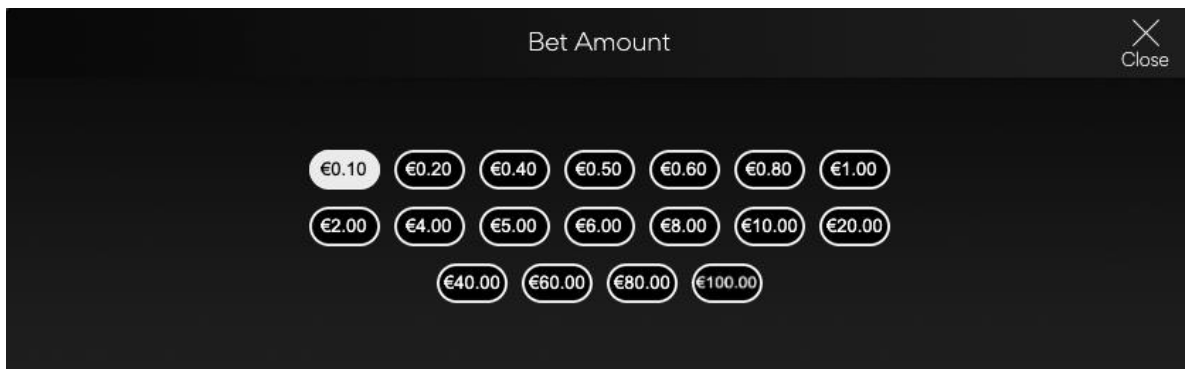 Bet Amount
Close
€0.10 €0.20 €0.40 €0.50 €0.60 €0.80 €1.00
€2.00 €4.00 €5.00 €6.00 €8.00 €10.00 €20.00
€40.00 €60.00 €80.00 €100.00